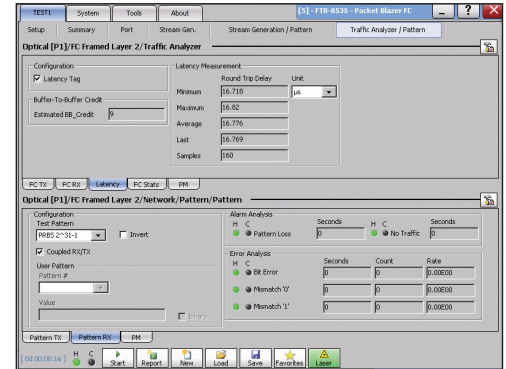 TEST1 System Tools About [5] - FTB-8535 - Packet Blazer FC _ ? X
Setup Summary Port Stream Gen. Stream Generation / Pattern Traffic Analyzer / Pattern
Optical [P1]/FC Framed Layer 2/Traffic Analyzer
Configuration
Latency Tag
Buffer-To-Buffer Credit
Estimated BB_Credit 9
Latency Measurement
Round Trip Delay Unit
Minimum 16.718 µs
Maximum 16.82
Average 16.776
Last 16.769
Samples 160
FC TX FC RX Latency FC Stats PM
Optical [P1]/FC Framed Layer 2/Network/Pattern/Pattern
Configuration
Test Pattern
PRBS 2^31-1 Invert
Coupled RX/TX
User Pattern
Pattern #
Value
Binary
Alarm Analysis
H C Seconds H C Seconds
Pattern Loss 0 No Traffic 0
Error Analysis
H C Seconds Count Rate
Bit Error 0 0 0.00E00
Mismatch '0' 0 0 0.00E00
Mismatch '1' 0 0 0.00E00
Pattern TX Pattern RX PM
[ 0d 00:00:16 ] H C Start Report New Load Save Favorites Laser